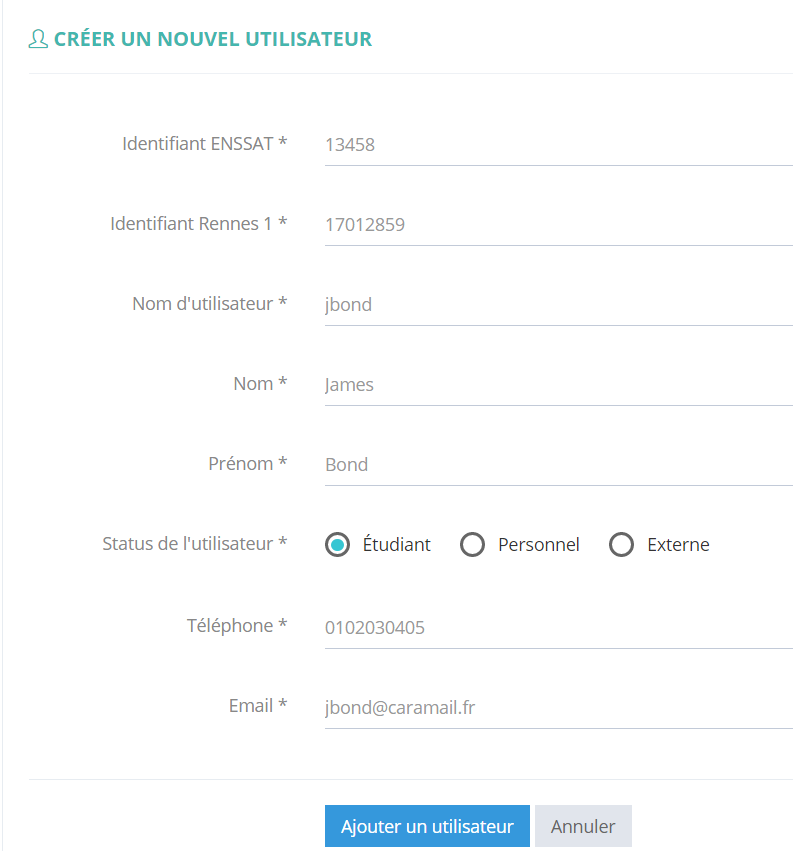 CRÉER UN NOUVEL UTILISATEUR
Identifiant ENSSAT * 13458
Identifiant Rennes 1 * 17012859
Nom d'utilisateur * jbond
Nom * James
Prénom * Bond
Status de l'utilisateur * Étudiant Personnel Externe
Téléphone * 0102030405
Email * jbond@caramail.fr
Ajouter un utilisateur Annuler